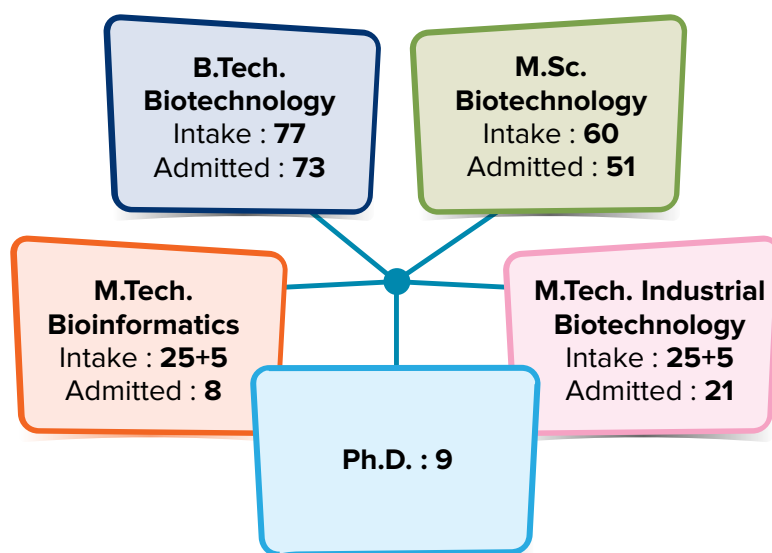 B.Tech.
Biotechnology
Intake : 77
Admitted : 73
M.Sc.
Biotechnology
Intake : 60
Admitted : 51
M.Tech.
Bioinformatics
Intake : 25+5
Admitted : 8
M.Tech. Industrial
Biotechnology
Intake : 25+5
Admitted : 21
Ph.D. : 9